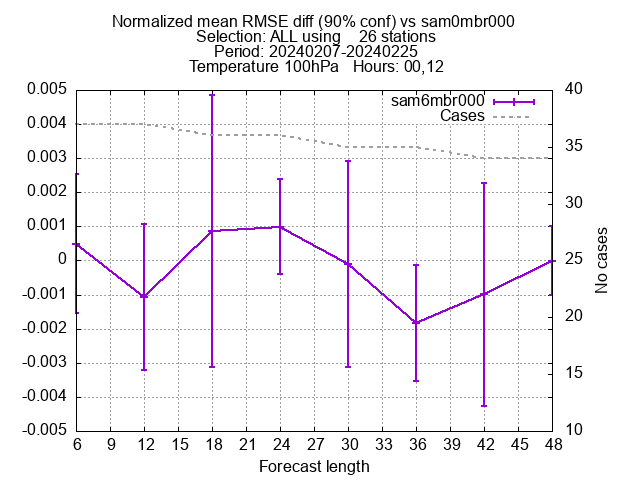 Normalized mean RMSE diff (90% conf) vs sam0mbr000
Selection: ALL using    26 stations
Period: 20240207-20240225
Temperature 100hPa   Hours: 00,12
sam6mbr000
Cases
0.005
0.004
0.003
0.002
0.001
0
-0.001
-0.002
-0.003
-0.004
-0.005
40
35
30
25
20
15
10
No cases
6 9 12 15 18 21 24 27 30 33 36 39 42 45 48
Forecast length